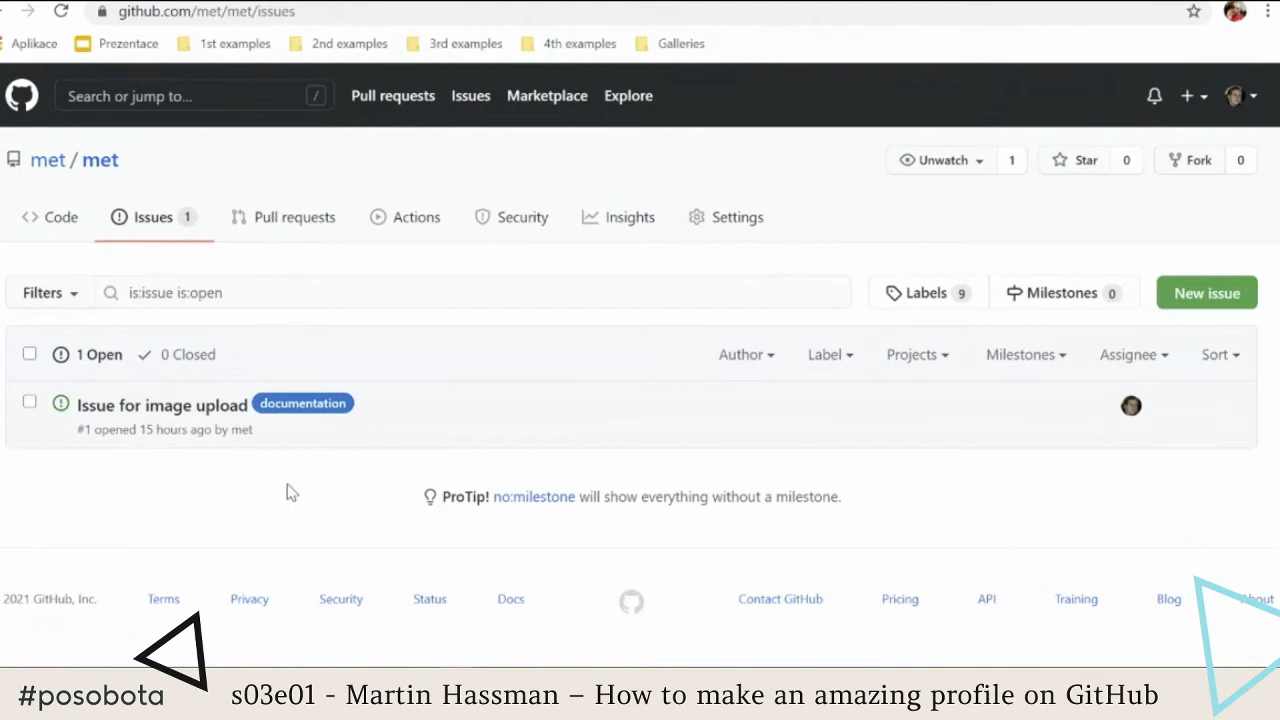 github.com/met/met/issues
Aplikace Prezentace 1st examples 2nd examples 3rd examples 4th examples Galleries
Search or jump to... / Pull requests Issues Marketplace Explore
met / met Unwatch 1 Star 0 Fork 0
Code Issues 1 Pull requests Actions Security Insights Settings
Filters is:issue is:open Labels 9 Milestones 0 New issue
1 Open 0 Closed Author Label Projects Milestones Assignee Sort
Issue for image upload documentation
#1 opened 15 hours ago by met
ProTip! no:milestone will show everything without a milestone.
2021 GitHub, Inc. Terms Privacy Security Status Docs Contact GitHub Pricing API Training Blog About
#posobota s03e01 - Martin Hassman – How to make an amazing profile on GitHub